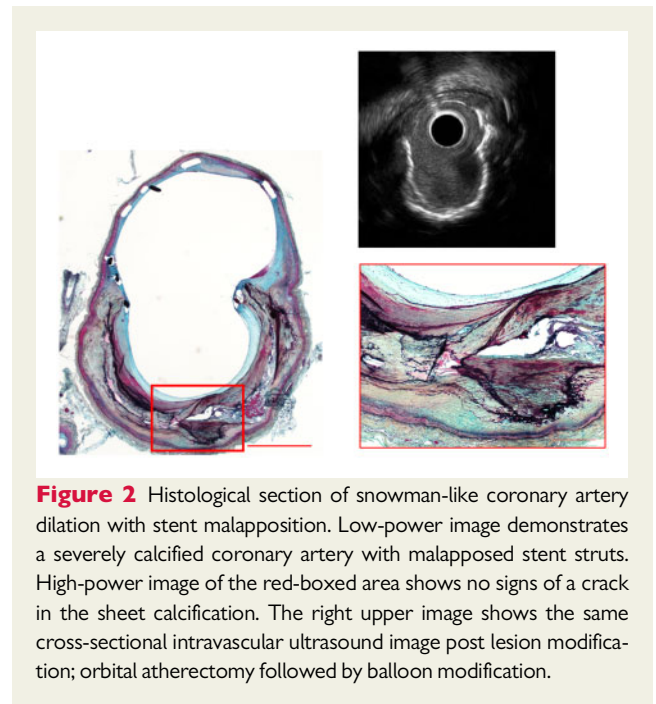 Figure 2 Histological section of snowman-like coronary artery
dilation with stent malapposition. Low-power image demonstrates
a severely calcified coronary artery with malapposed stent struts.
High-power image of the red-boxed area shows no signs of a crack
in the sheet calcification. The right upper image shows the same
cross-sectional intravascular ultrasound image post lesion modifica-
tion; orbital atherectomy followed by balloon modification.